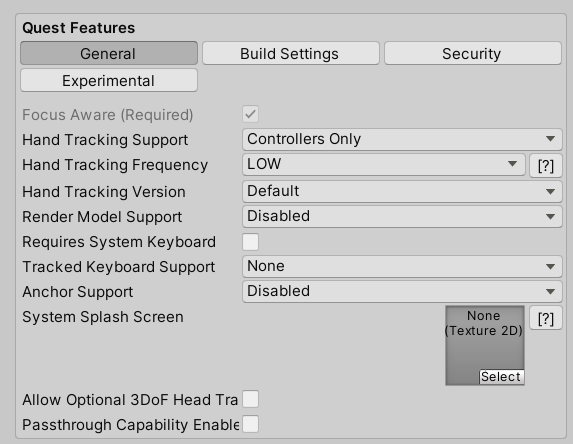 Quest Features
General Build Settings Security
Experimental
Focus Aware (Required)
Hand Tracking Support Controllers Only
Hand Tracking Frequency LOW [?]
Hand Tracking Version Default
Render Model Support Disabled
Requires System Keyboard
Tracked Keyboard Support None
Anchor Support Disabled
System Splash Screen None [?]
(Texture 2D)
Select
Allow Optional 3DoF Head Tra
Passthrough Capability Enable